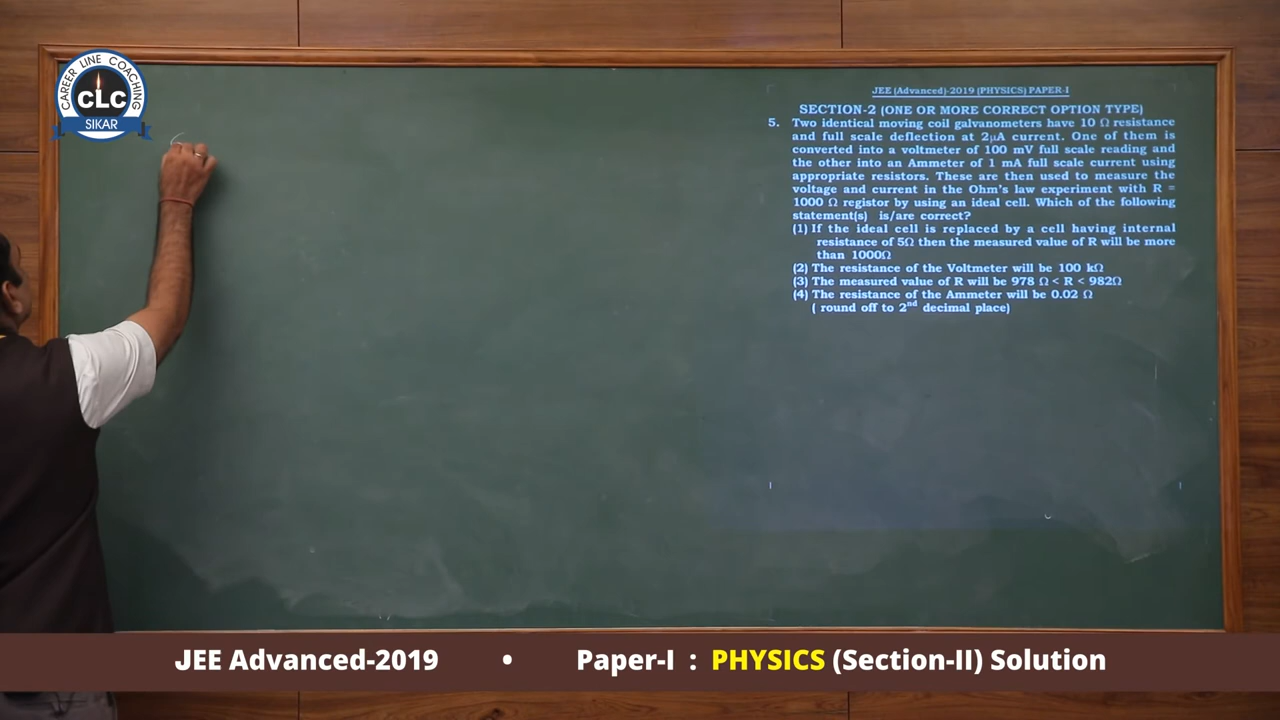 CAREER LINE COACHING
CLC
SIKAR
JEE (Advanced)-2019 (PHYSICS) PAPER-I
SECTION-2 (ONE OR MORE CORRECT OPTION TYPE)
5. Two identical moving coil galvanometers have 10 Ω resistance
and full scale deflection at 2µA current. One of them is
converted into a voltmeter of 100 mV full scale reading and
the other into an Ammeter of 1 mA full scale current using
appropriate resistors. These are then used to measure the
voltage and current in the Ohm's law experiment with R =
1000 Ω registor by using an ideal cell. Which of the following
statement(s) is/are correct?
(1) If the ideal cell is replaced by a cell having internal
resistance of 5Ω then the measured value of R will be more
than 1000Ω
(2) The resistance of the Voltmeter will be 100 kΩ
(3) The measured value of R will be 978 Ω < R < 982Ω
(4) The resistance of the Ammeter will be 0.02 Ω
( round off to 2nd decimal place)
JEE Advanced-2019 • Paper-I : PHYSICS (Section-II) Solution